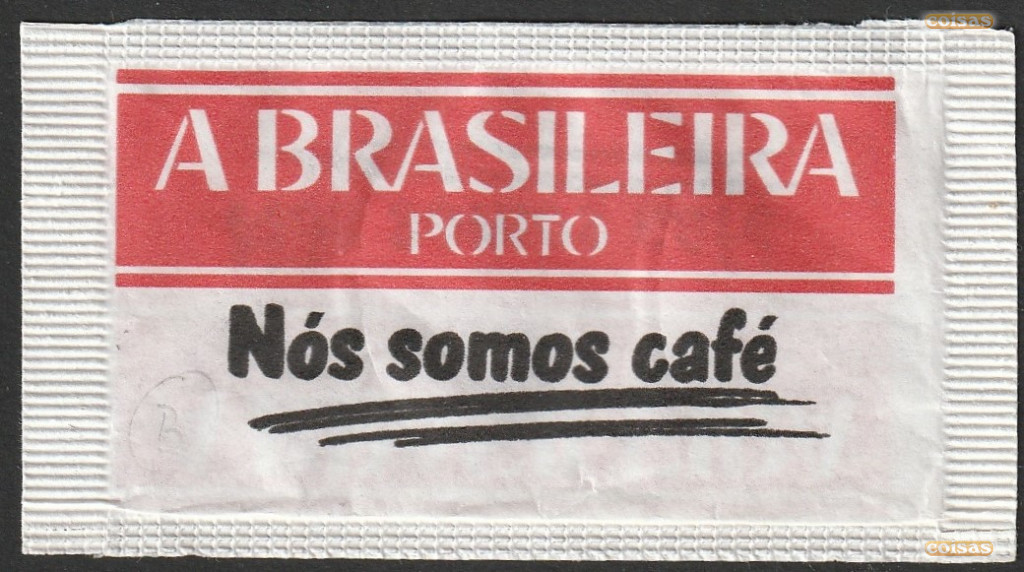 coisas
A BRASILEIRA
PORTO
Nós somos café
B
coisas